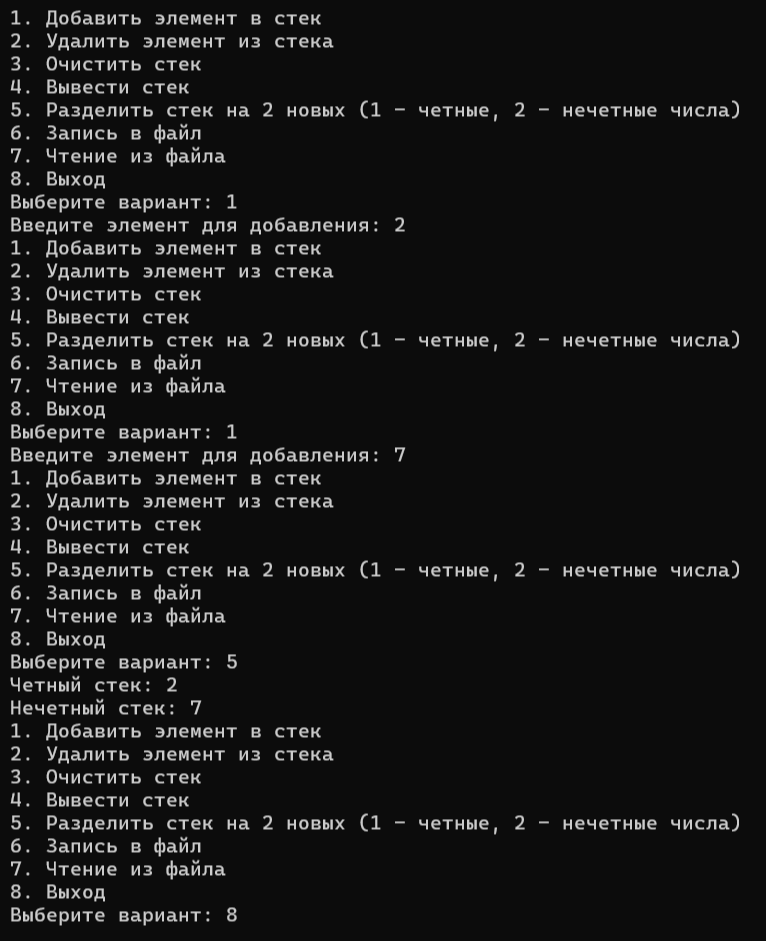 1. Добавить элемент в стек
2. Удалить элемент из стека
3. Очистить стек
4. Вывести стек
5. Разделить стек на 2 новых (1 - четные, 2 - нечетные числа)
6. Запись в файл
7. Чтение из файла
8. Выход
Выберите вариант: 1
Введите элемент для добавления: 2
1. Добавить элемент в стек
2. Удалить элемент из стека
3. Очистить стек
4. Вывести стек
5. Разделить стек на 2 новых (1 - четные, 2 - нечетные числа)
6. Запись в файл
7. Чтение из файла
8. Выход
Выберите вариант: 1
Введите элемент для добавления: 7
1. Добавить элемент в стек
2. Удалить элемент из стека
3. Очистить стек
4. Вывести стек
5. Разделить стек на 2 новых (1 - четные, 2 - нечетные числа)
6. Запись в файл
7. Чтение из файла
8. Выход
Выберите вариант: 5
Четный стек: 2
Нечетный стек: 7
1. Добавить элемент в стек
2. Удалить элемент из стека
3. Очистить стек
4. Вывести стек
5. Разделить стек на 2 новых (1 - четные, 2 - нечетные числа)
6. Запись в файл
7. Чтение из файла
8. Выход
Выберите вариант: 8